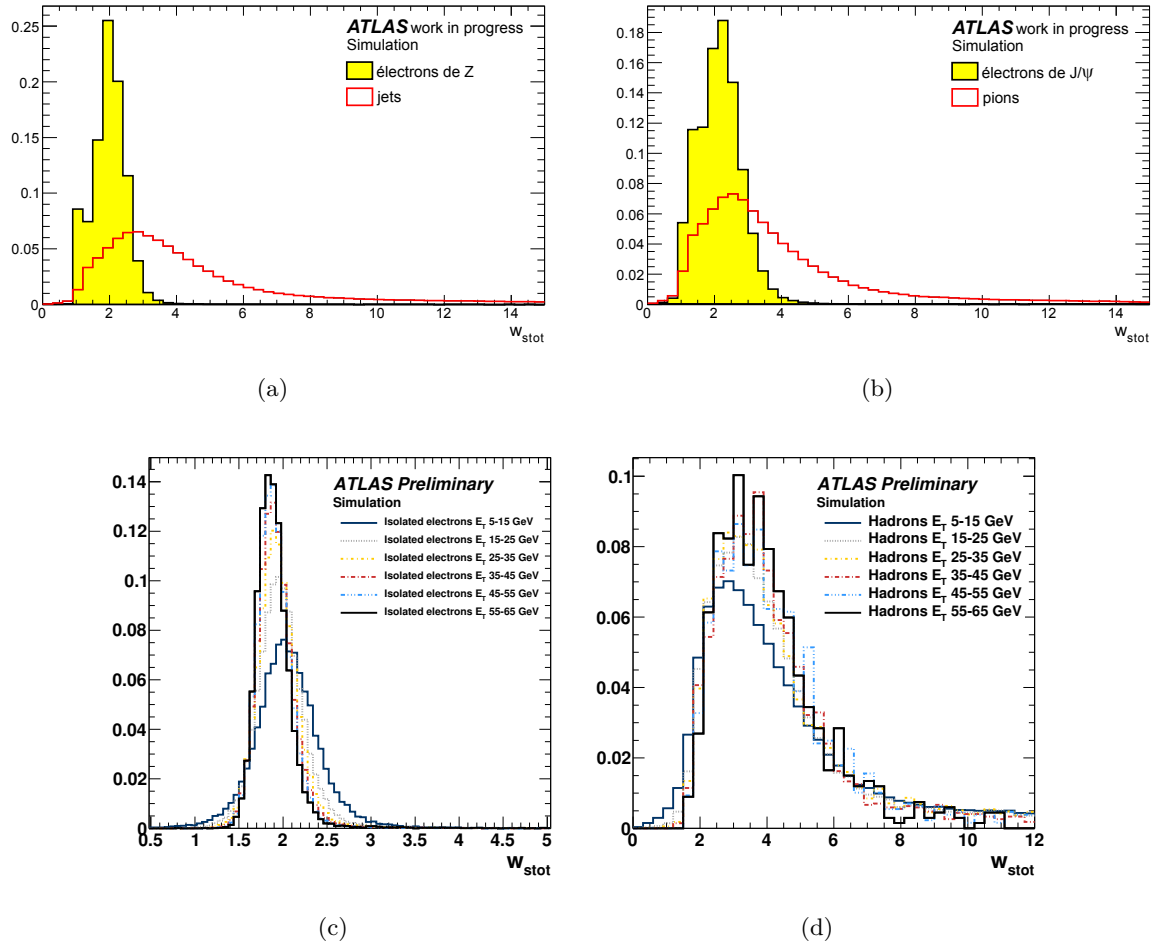 ATLAS work in progress
Simulation
électrons de Z
jets
0.25
0.2
0.15
0.1
0.05
0
0 2 4 6 8 10 12 14
w_stot
(a)
ATLAS work in progress
Simulation
électrons de J/ψ
pions
0.18
0.16
0.14
0.12
0.1
0.08
0.06
0.04
0.02
0
0 2 4 6 8 10 12 14
w_stot
(b)
ATLAS Preliminary
Simulation
Isolated electrons E_T 5-15 GeV
Isolated electrons E_T 15-25 GeV
Isolated electrons E_T 25-35 GeV
Isolated electrons E_T 35-45 GeV
Isolated electrons E_T 45-55 GeV
Isolated electrons E_T 55-65 GeV
0.14
0.12
0.1
0.08
0.06
0.04
0.02
0
0.5 1 1.5 2 2.5 3 3.5 4 4.5 5
w_stot
(c)
ATLAS Preliminary
Simulation
Hadrons E_T 5-15 GeV
Hadrons E_T 15-25 GeV
Hadrons E_T 25-35 GeV
Hadrons E_T 35-45 GeV
Hadrons E_T 45-55 GeV
Hadrons E_T 55-65 GeV
0.1
0.08
0.06
0.04
0.02
0
0 2 4 6 8 10 12
w_stot
(d)